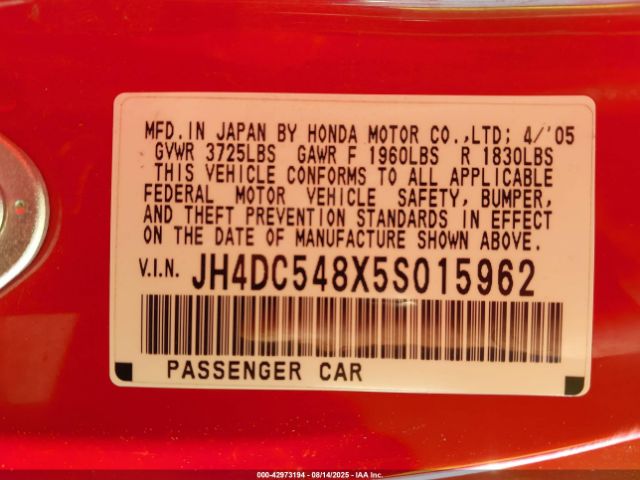 MFD. IN JAPAN BY HONDA MOTOR CO.,LTD; 4/'05
GVWR 3725LBS GAWR F 1960LBS R 1830LBS
THIS VEHICLE CONFORMS TO ALL APPLICABLE
FEDERAL MOTOR VEHICLE SAFETY, BUMPER,
AND THEFT PREVENTION STANDARDS IN EFFECT
ON THE DATE OF MANUFACTURE SHOWN ABOVE.
V.I.N. JH4DC548X5S015962
PASSENGER CAR
000-42973194 - 08/14/2025 - IAAI.COM